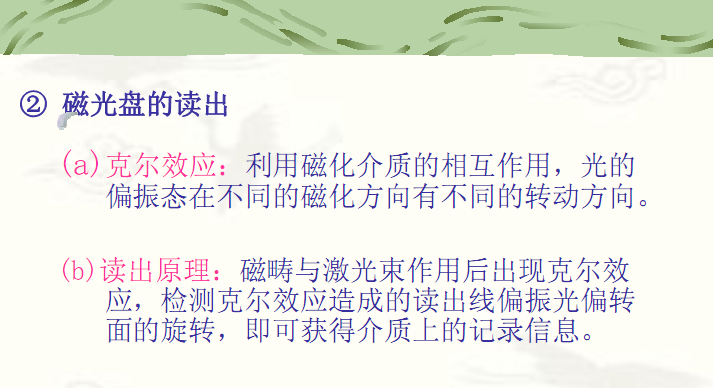 ② 磁光盘的读出
(a)克尔效应：利用磁化介质的相互作用，光的
偏振态在不同的磁化方向有不同的转动方向。
(b)读出原理：磁畴与激光束作用后出现克尔效
应，检测克尔效应造成的读出线偏振光偏转
面的旋转，即可获得介质上的记录信息。